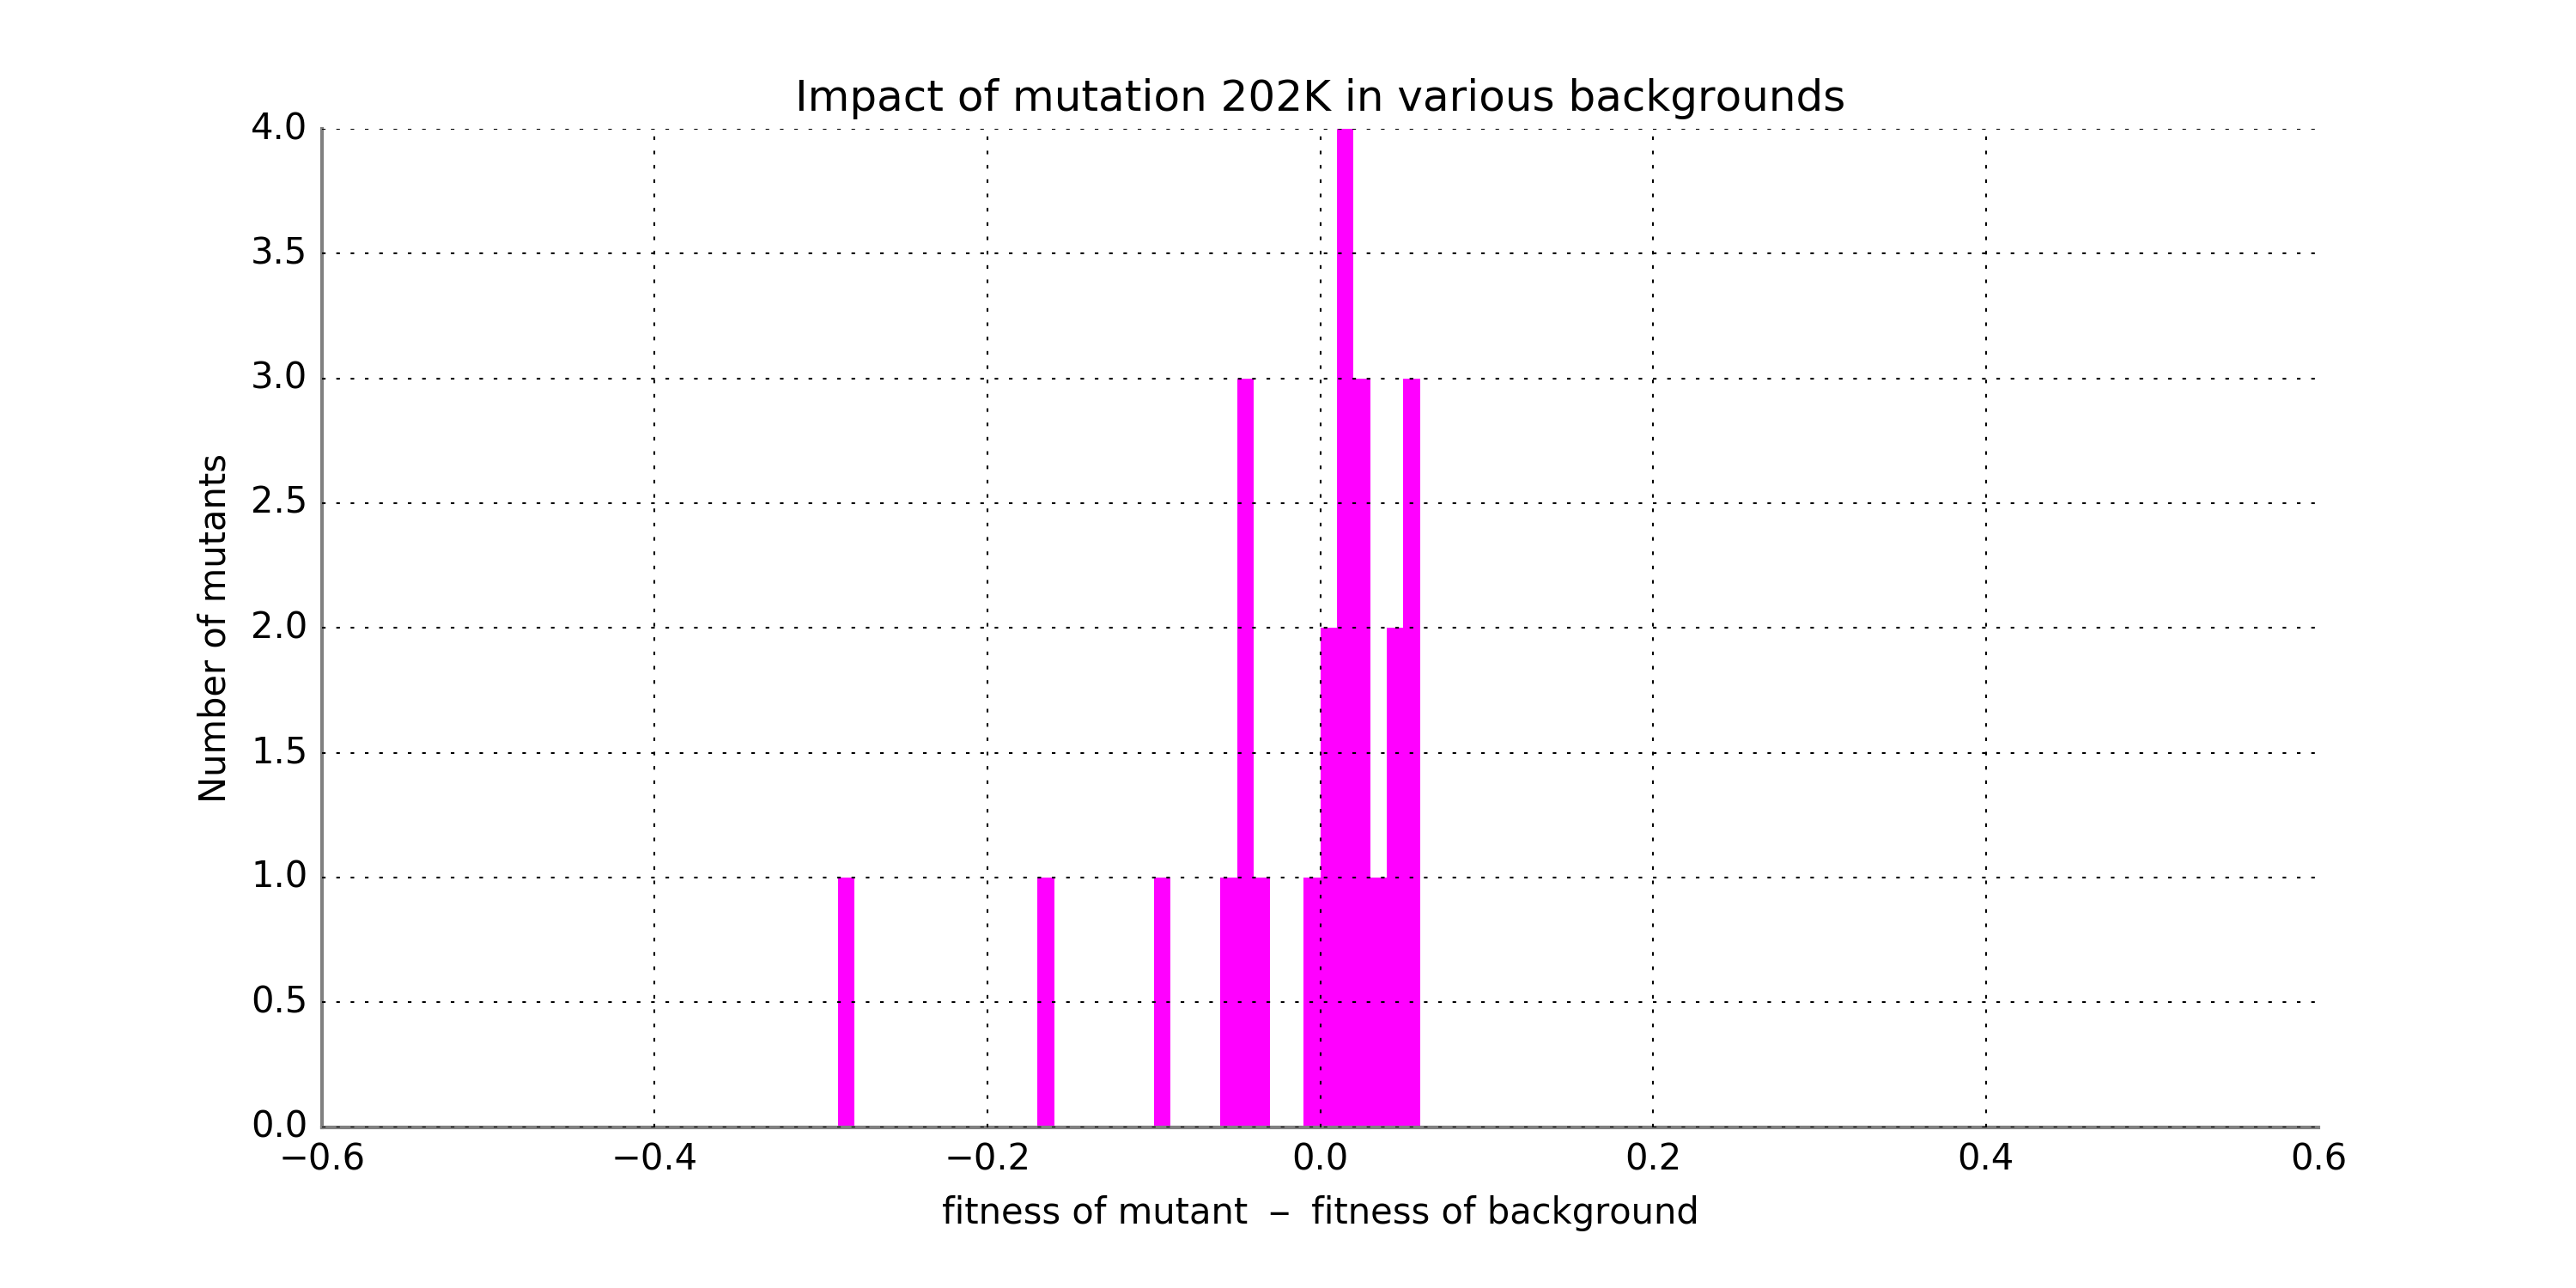 Impact of mutation 202K in various backgrounds
4.0
3.5
3.0
2.5
2.0
1.5
1.0
0.5
0.0
Number of mutants
−0.6 −0.4 −0.2 0.0 0.2 0.4 0.6
fitness of mutant − fitness of background